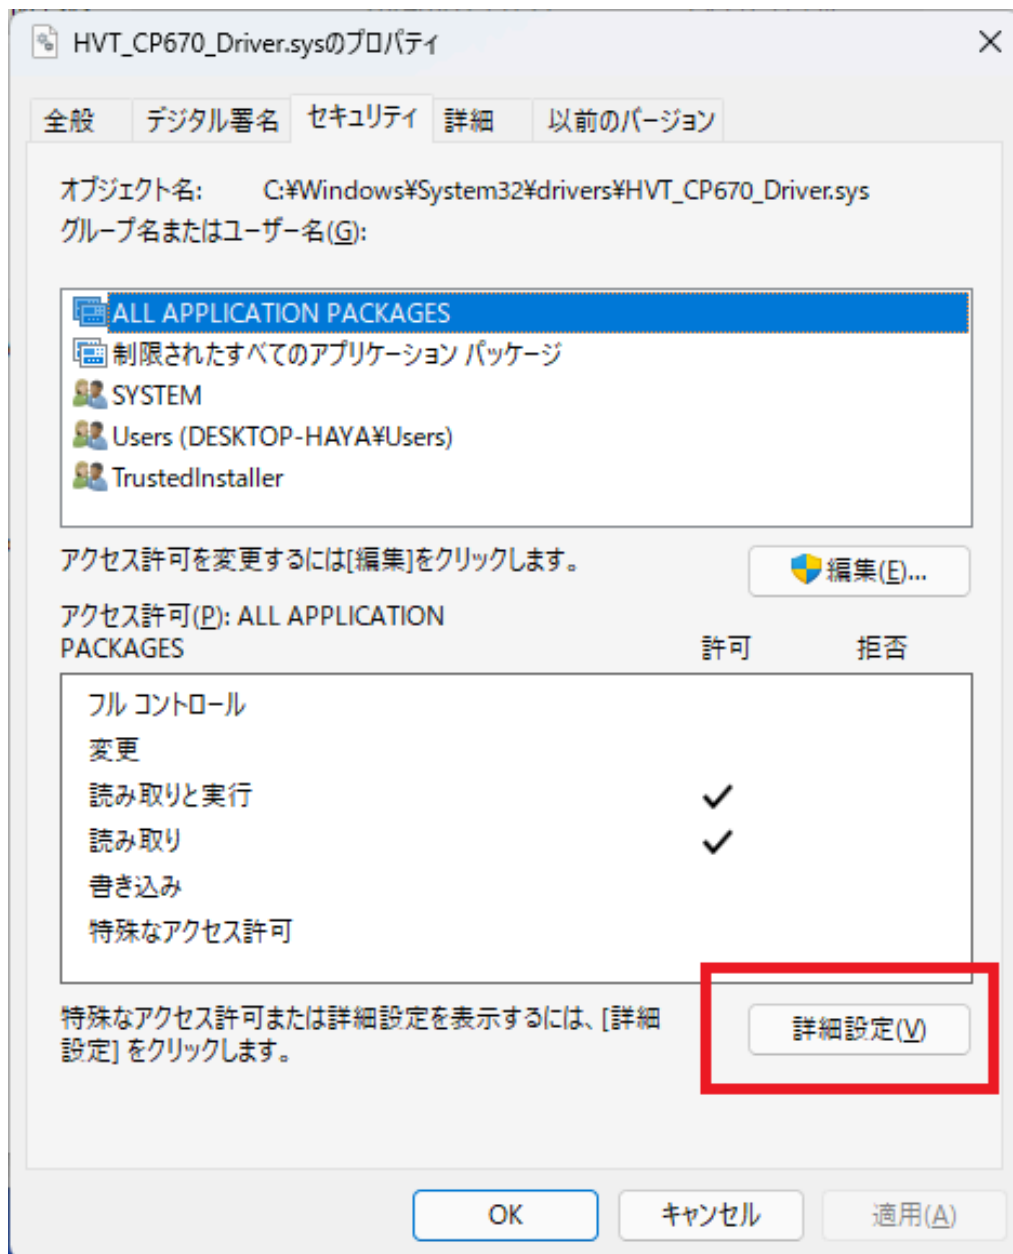 HVT_CP670_Driver.sysのプロパティ
全般 デジタル署名 セキュリティ 詳細 以前のバージョン
オブジェクト名: C:¥Windows¥System32¥drivers¥HVT_CP670_Driver.sys
グループ名またはユーザー名(G):
ALL APPLICATION PACKAGES
制限されたすべてのアプリケーション パッケージ
SYSTEM
Users (DESKTOP-HAYA¥Users)
TrustedInstaller
アクセス許可を変更するには[編集]をクリックします。
編集(E)...
アクセス許可(P): ALL APPLICATION
PACKAGES 許可 拒否
フル コントロール
変更
読み取りと実行
読み取り
書き込み
特殊なアクセス許可
特殊なアクセス許可または詳細設定を表示するには、[詳細
設定] をクリックします。
詳細設定(V)
OK キャンセル 適用(A)